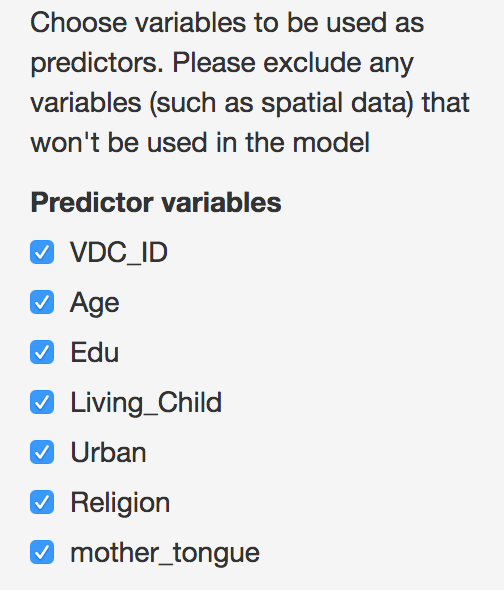 Choose variables to be used as
predictors. Please exclude any
variables (such as spatial data) that
won't be used in the model
Predictor variables
VDC_ID
Age
Edu
Living_Child
Urban
Religion
mother_tongue